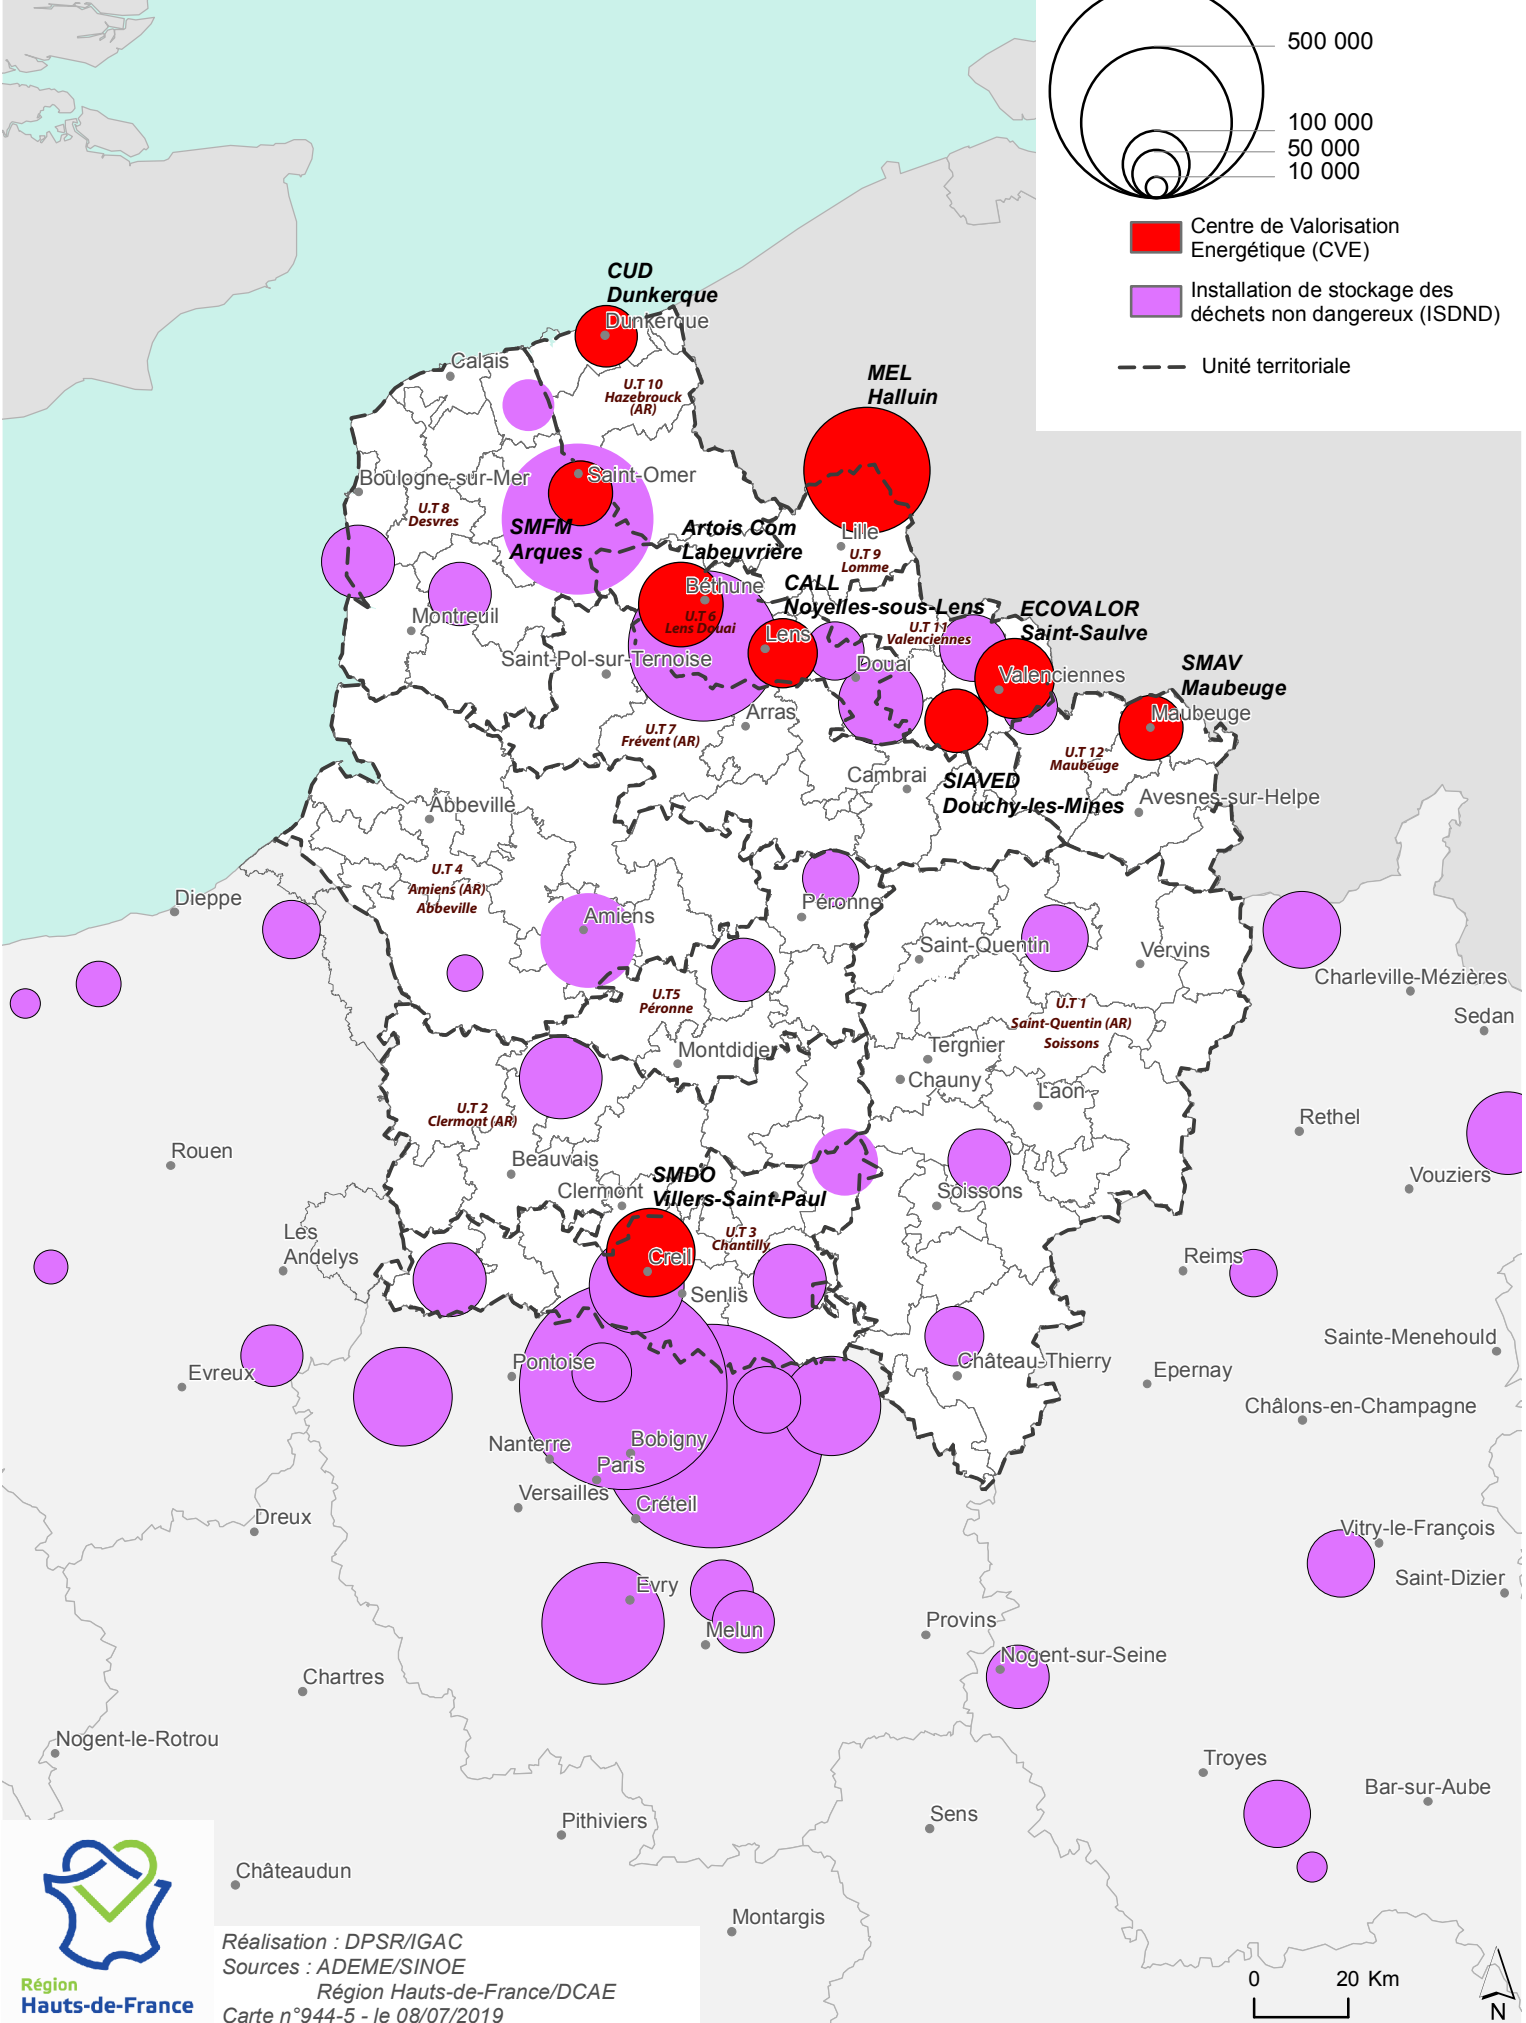 500 000
100 000
50 000
10 000
Centre de Valorisation
Energétique (CVE)
Installation de stockage des
déchets non dangereux (ISDND)
Unité territoriale
CUD
Dunkerque
Dunkerque
Calais
U.T 10
Hazebrouck
(AR)
MEL
Halluin
Boulogne-sur-Mer
Saint-Omer
U.T 8
Desvres
SMFM
Arques
Artois Com
Labeuvrière
Lille
U.T 9
Lomme
Béthune
CALL
Noyelles-sous-Lens
ECOVALOR
Saint-Saulve
Montreuil
U.T 6
Lens Douai
Lens
U.T 11
Valenciennes
Saint-Pol-sur-Ternoise
Douai
Valenciennes
SMAV
Maubeuge
Maubeuge
Arras
U.T 7
Frévent (AR)
U.T 12
Maubeuge
Cambrai
SIAVED
Douchy-les-Mines
Avesnes-sur-Helpe
Abbeville
U.T 4
Amiens (AR)
Abbeville
Dieppe
Amiens
Péronne
Saint-Quentin
Vervins
Charleville-Mézières
Sedan
U.T5
Péronne
U.T 1
Saint-Quentin (AR)
Soissons
Montdidier
Tergnier
Chauny
Laon
U.T 2
Clermont (AR)
Rethel
Rouen
Beauvais
Vouziers
Clermont
SMDO
Villers-Saint-Paul
Soissons
Les
Andelys
U.T 3
Chantilly
Creil
Reims
Senlis
Sainte-Menehould
Pontoise
Château-Thierry
Evreux
Epernay
Châlons-en-Champagne
Nanterre
Bobigny
Paris
Versailles
Créteil
Dreux
Vitry-le-François
Evry
Saint-Dizier
Melun
Provins
Nogent-sur-Seine
Chartres
Nogent-le-Rotrou
Troyes
Bar-sur-Aube
Pithiviers
Sens
Châteaudun
Montargis
Région
Hauts-de-France
Réalisation : DPSR/IGAC
Sources : ADEME/SINOE
Région Hauts-de-France/DCAE
Carte n°944-5 - le 08/07/2019
0 20 Km
N